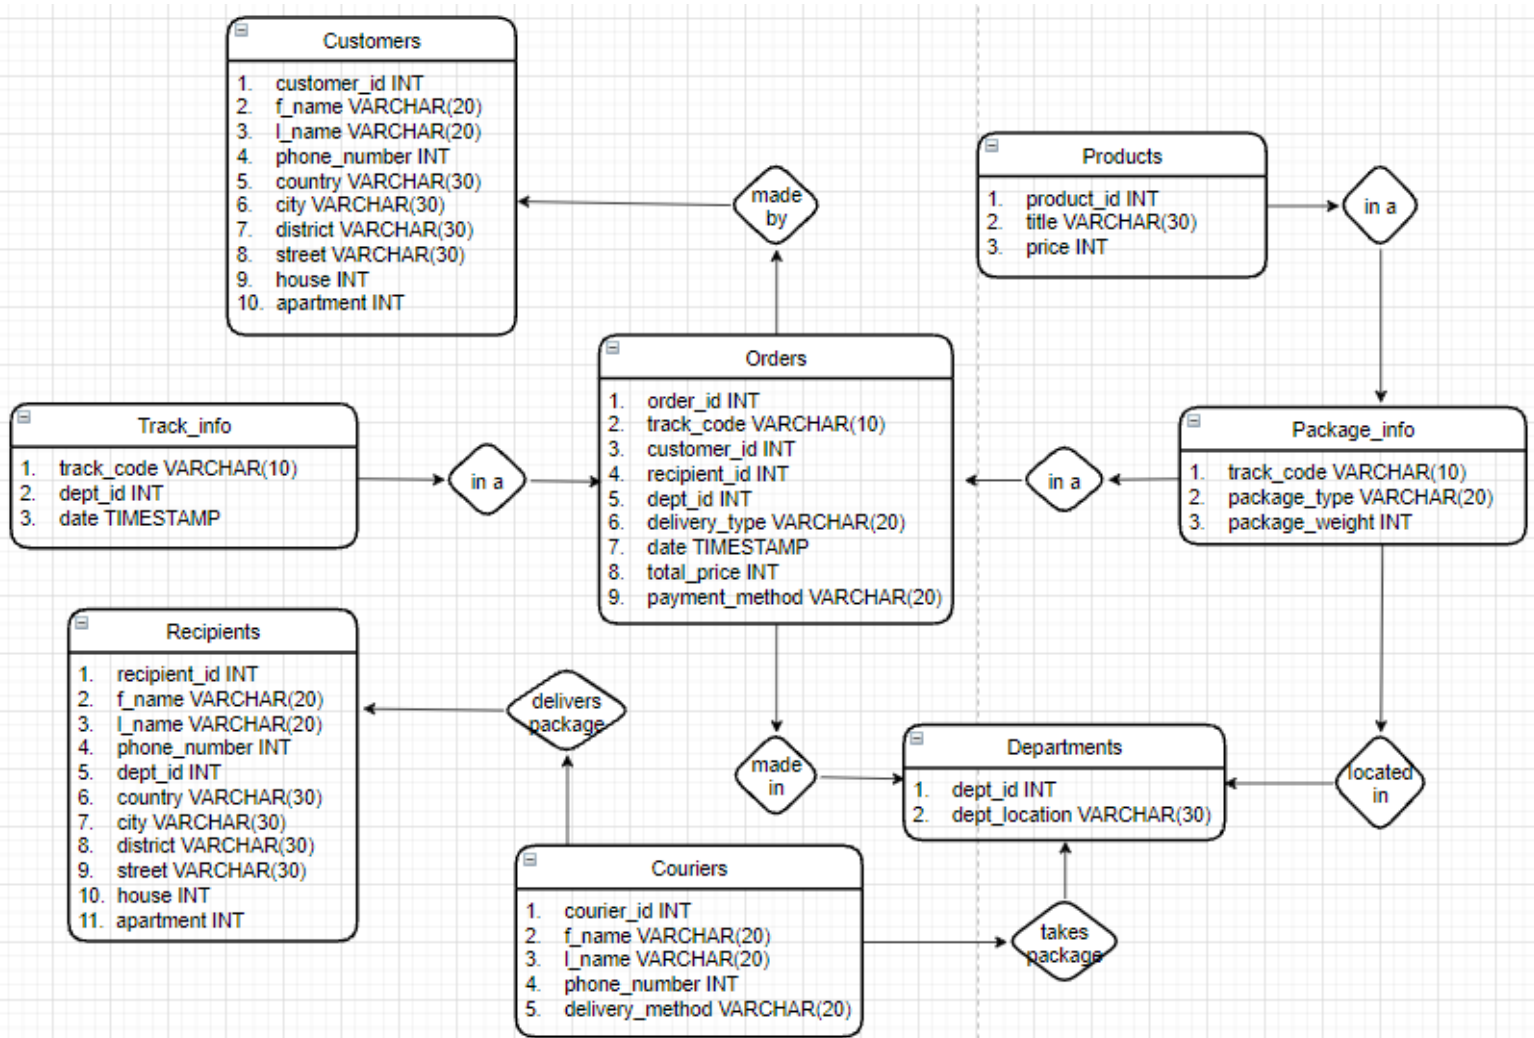 Customers
1. customer_id INT
2. f_name VARCHAR(20)
3. l_name VARCHAR(20)
4. phone_number INT
5. country VARCHAR(30)
6. city VARCHAR(30)
7. district VARCHAR(30)
8. street VARCHAR(30)
9. house INT
10. apartment INT
made
by
Products
1. product_id INT
2. title VARCHAR(30)
3. price INT
in a
Track_info
1. track_code VARCHAR(10)
2. dept_id INT
3. date TIMESTAMP
in a
Orders
1. order_id INT
2. track_code VARCHAR(10)
3. customer_id INT
4. recipient_id INT
5. dept_id INT
6. delivery_type VARCHAR(20)
7. date TIMESTAMP
8. total_price INT
9. payment_method VARCHAR(20)
in a
Package_info
1. track_code VARCHAR(10)
2. package_type VARCHAR(20)
3. package_weight INT
Recipients
1. recipient_id INT
2. f_name VARCHAR(20)
3. l_name VARCHAR(20)
4. phone_number INT
5. dept_id INT
6. country VARCHAR(30)
7. city VARCHAR(30)
8. district VARCHAR(30)
9. street VARCHAR(30)
10. house INT
11. apartment INT
delivers
package
made
in
Departments
1. dept_id INT
2. dept_location VARCHAR(30)
located
in
Couriers
1. courier_id INT
2. f_name VARCHAR(20)
3. l_name VARCHAR(20)
4. phone_number INT
5. delivery_method VARCHAR(20)
takes
package